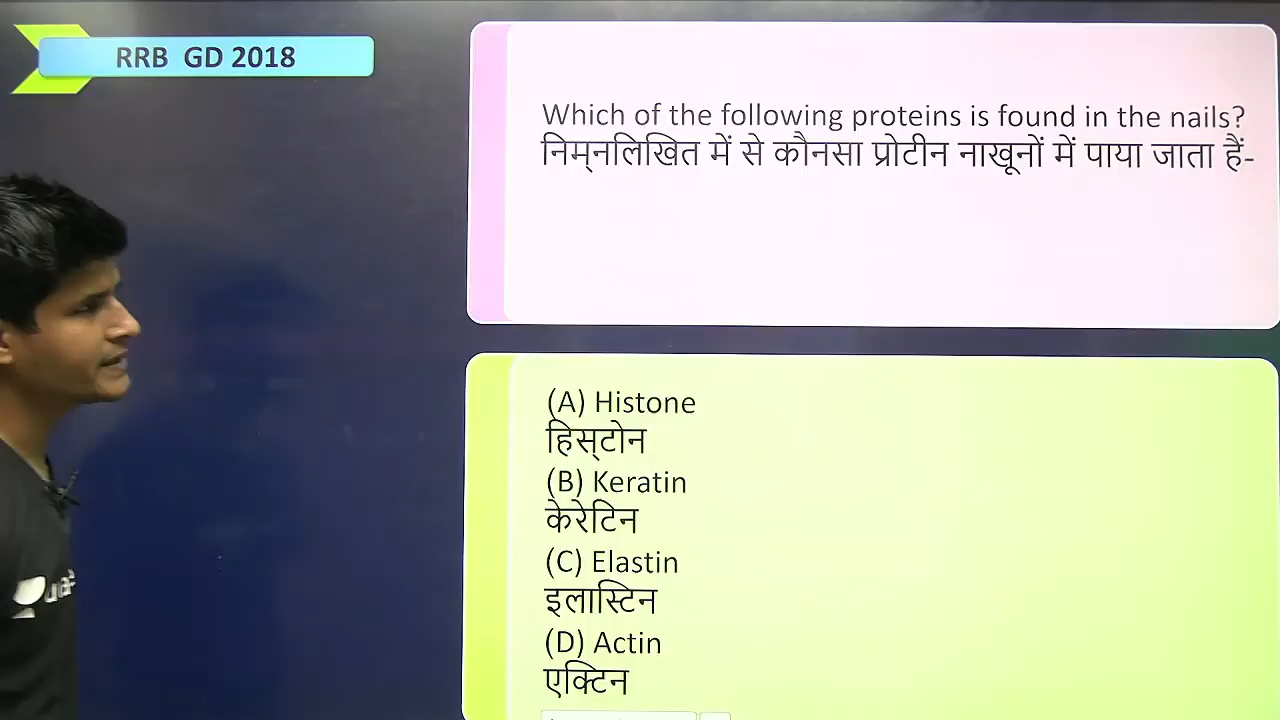 RRB GD 2018
Which of the following proteins is found in the nails?
निम्‌नलिखित में से कौनसा प्रोटीन नाखूनों में पाया जाता हैं-
(A) Histone
हिस्‌टोन
(B) Keratin
केरेटिन
(C) Elastin
इलास्टिन
(D) Actin
एक्टिन